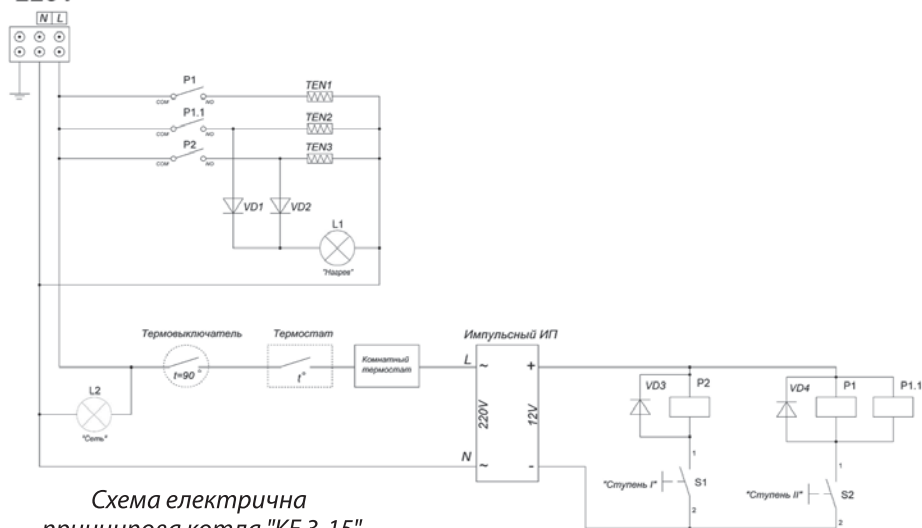 N L
P1
COM
NO
TEN1
P1.1
COM
NO
TEN2
P2
COM
NO
TEN3
VD1
VD2
L1
"Нагрев"
Термовыключатель
Термостат
Импульсный ИП
t=90°
t°
Комнатный
термостат
L
~
+
220V
12V
N
~
-
L2
"Сеть"
VD3
P2
VD4
P1
P1.1
1
"Ступень I"
S1
2
1
"Ступень II"
S2
2
Схема електрична